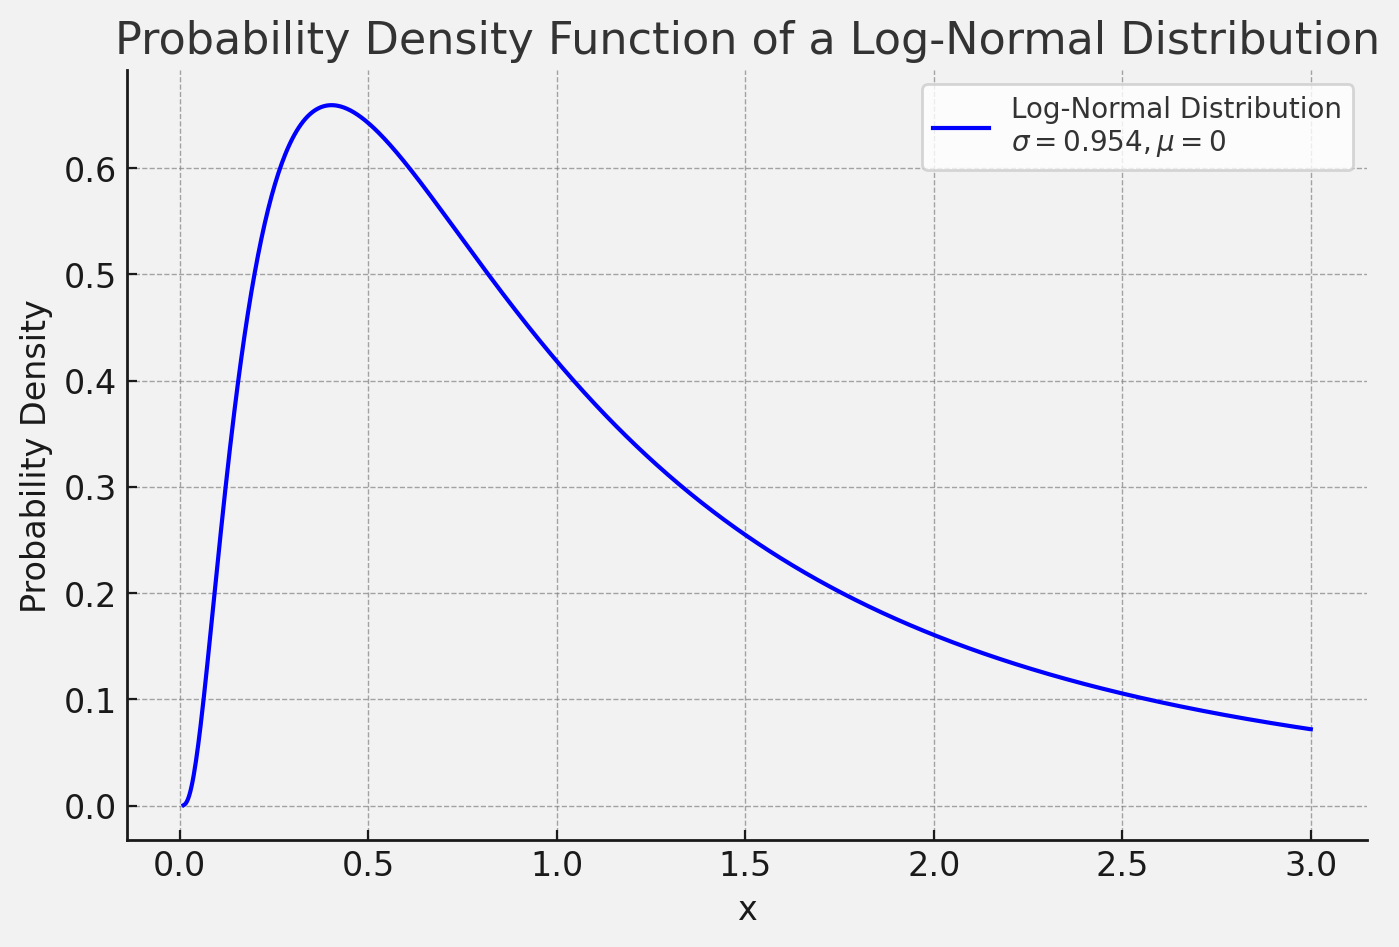 Probability Density Function of a Log-Normal Distribution
Log-Normal Distribution
σ = 0.954, μ = 0
Probability Density
0.6
0.5
0.4
0.3
0.2
0.1
0.0
0.0 0.5 1.0 1.5 2.0 2.5 3.0
x